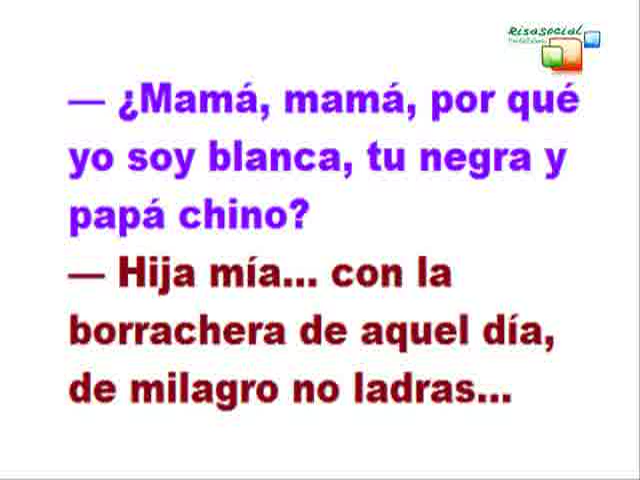 RisaSocial
— ¿Mamá, mamá, por qué
yo soy blanca, tu negra y
papá chino?
— Hija mía... con la
borrachera de aquel día,
de milagro no ladras...